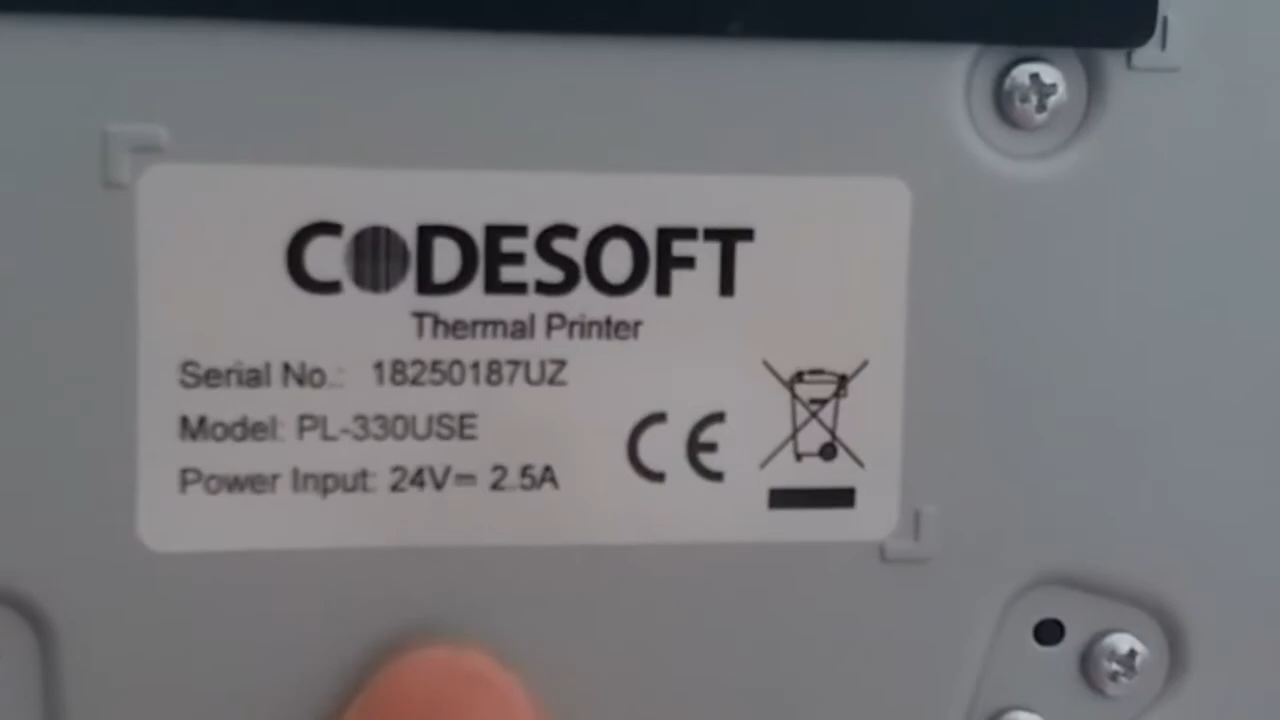 CODESOFT
Thermal Printer
Serial No.: 18250187UZ
Model: PL-330USE
Power Input: 24V⎓ 2.5A
CE